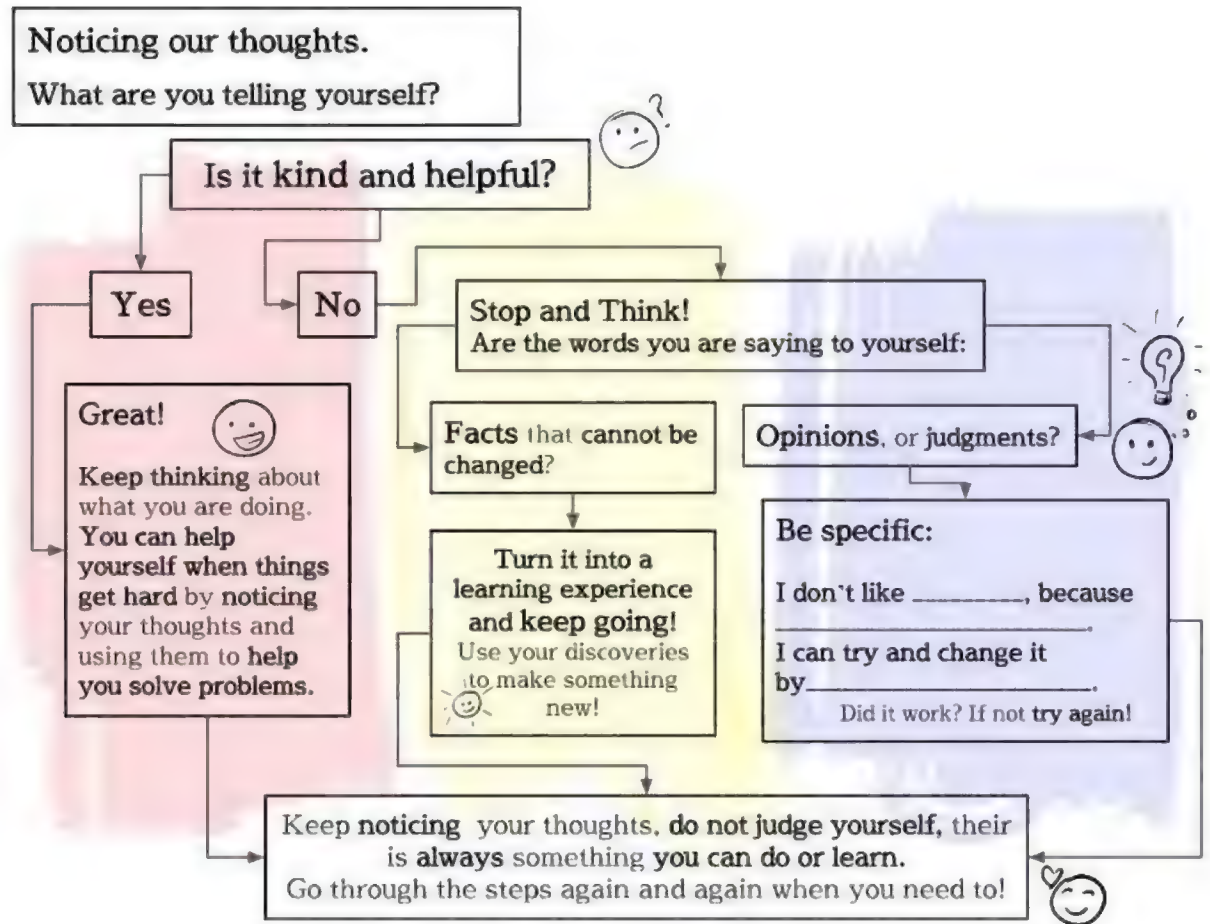 Noticing our thoughts.
What are you telling yourself?
Is it kind and helpful?
Yes
No
Stop and Think!
Are the words you are saying to yourself:
Great!
Keep thinking about
what you are doing.
You can help
yourself when things
get hard by noticing
your thoughts and
using them to help
you solve problems.
Facts that cannot be
changed?
Opinions, or judgments?
Turn it into a
learning experience
and keep going!
Use your discoveries
to make something
new!
Be specific:
I don't like _________, because
__________________________.
I can try and change it
by________________________.
Did it work? If not try again!
Keep noticing your thoughts, do not judge yourself, their
is always something you can do or learn.
Go through the steps again and again when you need to!